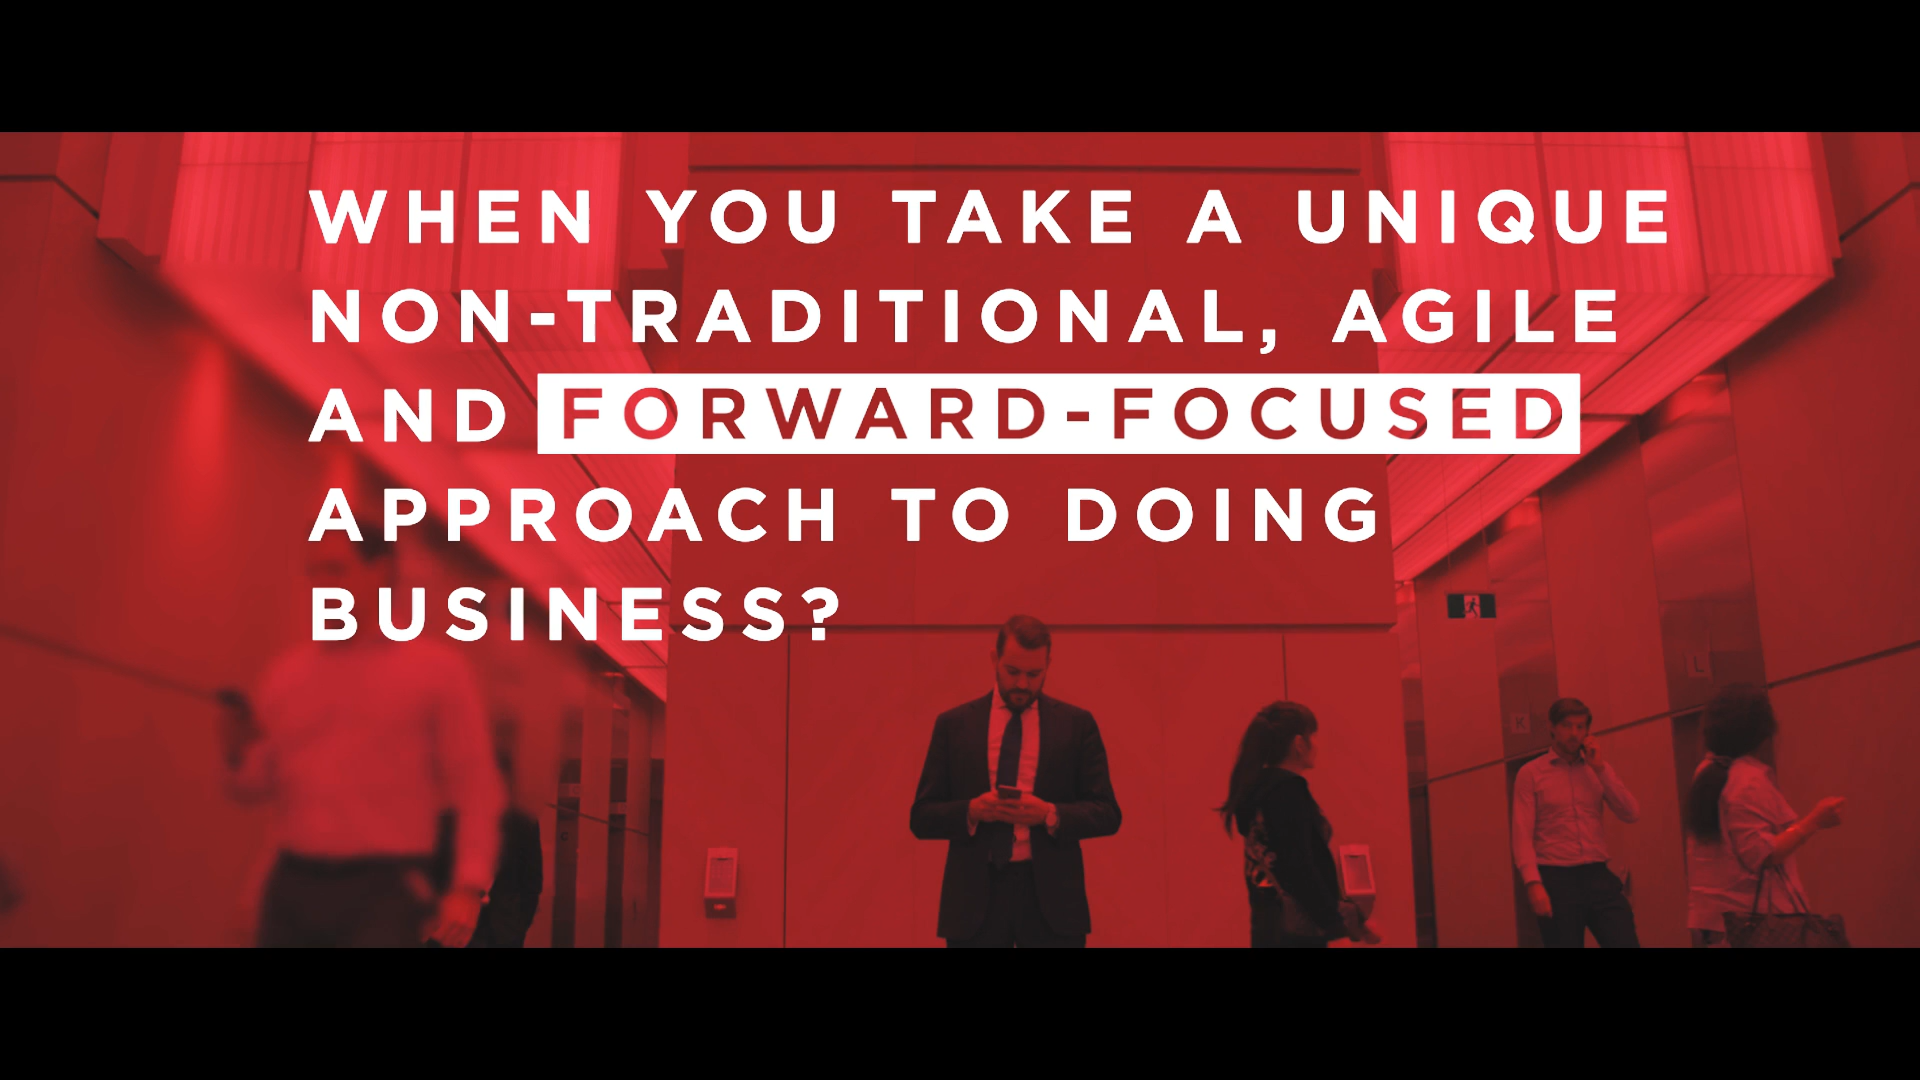 WHEN YOU TAKE A UNIQUE
NON-TRADITIONAL, AGILE
AND FORWARD-FOCUSED
APPROACH TO DOING
BUSINESS?
L
K